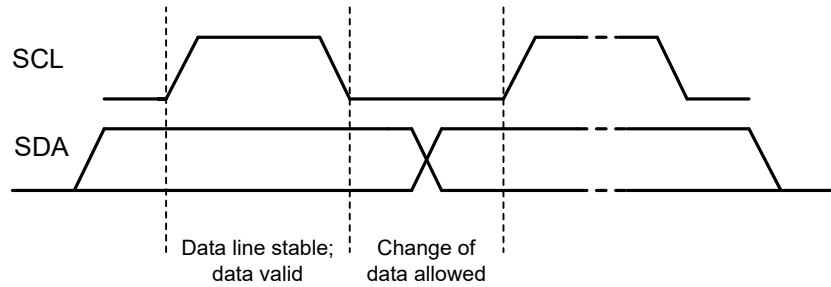 SCL
SDA
Data line stable;
data valid
Change of
data allowed